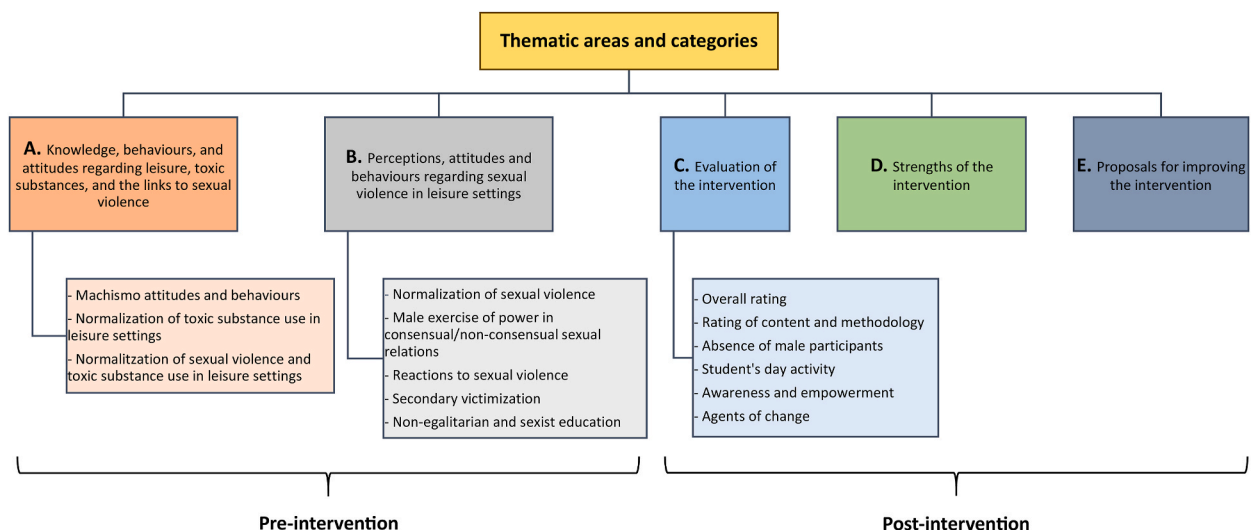 Thematic areas and categories
A. Knowledge, behaviours, and
attitudes regarding leisure, toxic
substances, and the links to sexual
violence
B. Perceptions, attitudes and
behaviours regarding sexual
violence in leisure settings
C. Evaluation of
the intervention
D. Strengths of the
intervention
E. Proposals for improving
the intervention
- Machismo attitudes and behaviours
- Normalization of toxic substance use in
leisure settings
- Normalitzation of sexual violence and
toxic substance use in leisure settings
- Normalization of sexual violence
- Male exercise of power in
consensual/non-consensual sexual
relations
- Reactions to sexual violence
- Secondary victimization
- Non-egalitarian and sexist education
- Overall rating
- Rating of content and methodology
- Absence of male participants
- Student's day activity
- Awareness and empowerment
- Agents of change
Pre-intervention
Post-intervention